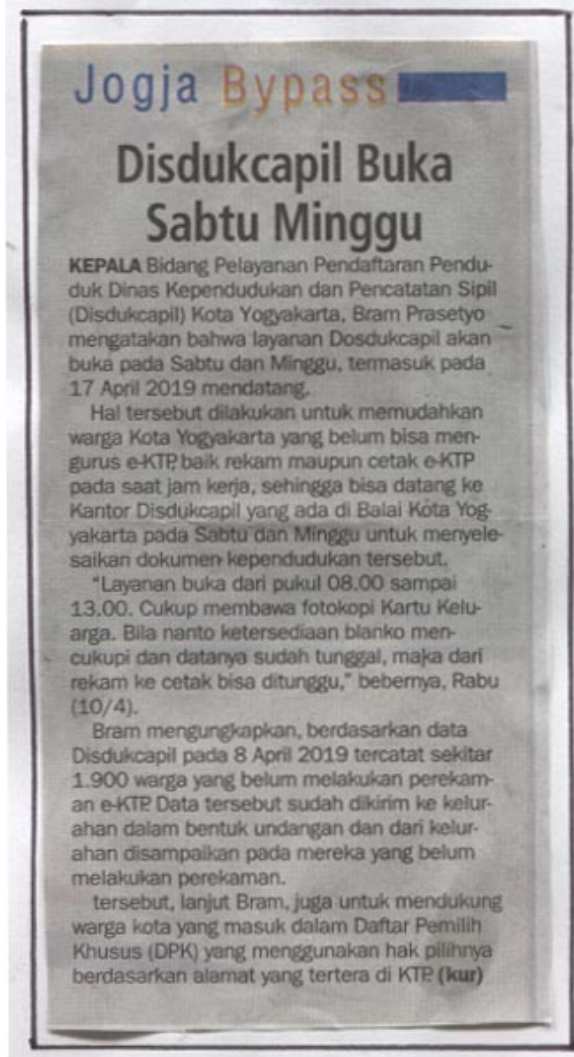 Jogja Bypass
Disdukcapil Buka
Sabtu Minggu
KEPALA Bidang Pelayanan Pendaftaran Pendu-
duk Dinas Kependudukan dan Pencatatan Sipil
(Disdukcapil) Kota Yogyakarta, Bram Prasetyo
mengatakan bahwa layanan Dosdukcapil akan
buka pada Sabtu dan Minggu, termasuk pada
17 April 2019 mendatang.
Hal tersebut dilakukan untuk memudahkan
warga Kota Yogyakarta yang belum bisa men-
gurus e-KTP, baik rekam maupun cetak e-KTP
pada saat jam kerja, sehingga bisa datang ke
Kantor Disdukcapil yang ada di Balai Kota Yog-
yakarta pada Sabtu dan Minggu untuk menyele-
saikan dokumen kependudukan tersebut.
"Layanan buka dari pukul 08.00 sampai
13.00. Cukup membawa fotokopi Kartu Kelu-
arga. Bila nanto ketersediaan blanko men-
cukupi dan datanya sudah tunggal, maka dari
rekam ke cetak bisa ditunggu," bebernya, Rabu
(10/4).
Bram mengungkapkan, berdasarkan data
Disdukcapil pada 8 April 2019 tercatat sekitar
1.900 warga yang belum melakukan perekam-
an e-KTP. Data tersebut sudah dikirim ke kelur-
ahan dalam bentuk undangan dan dari kelur-
ahan disampaikan pada mereka yang belum
melakukan perekaman.
tersebut, lanjut Bram, juga untuk mendukung
warga kota yang masuk dalam Daftar Pemilih
Khusus (DPK) yang menggunakan hak pilihnya
berdasarkan alamat yang tertera di KTP. (kur)